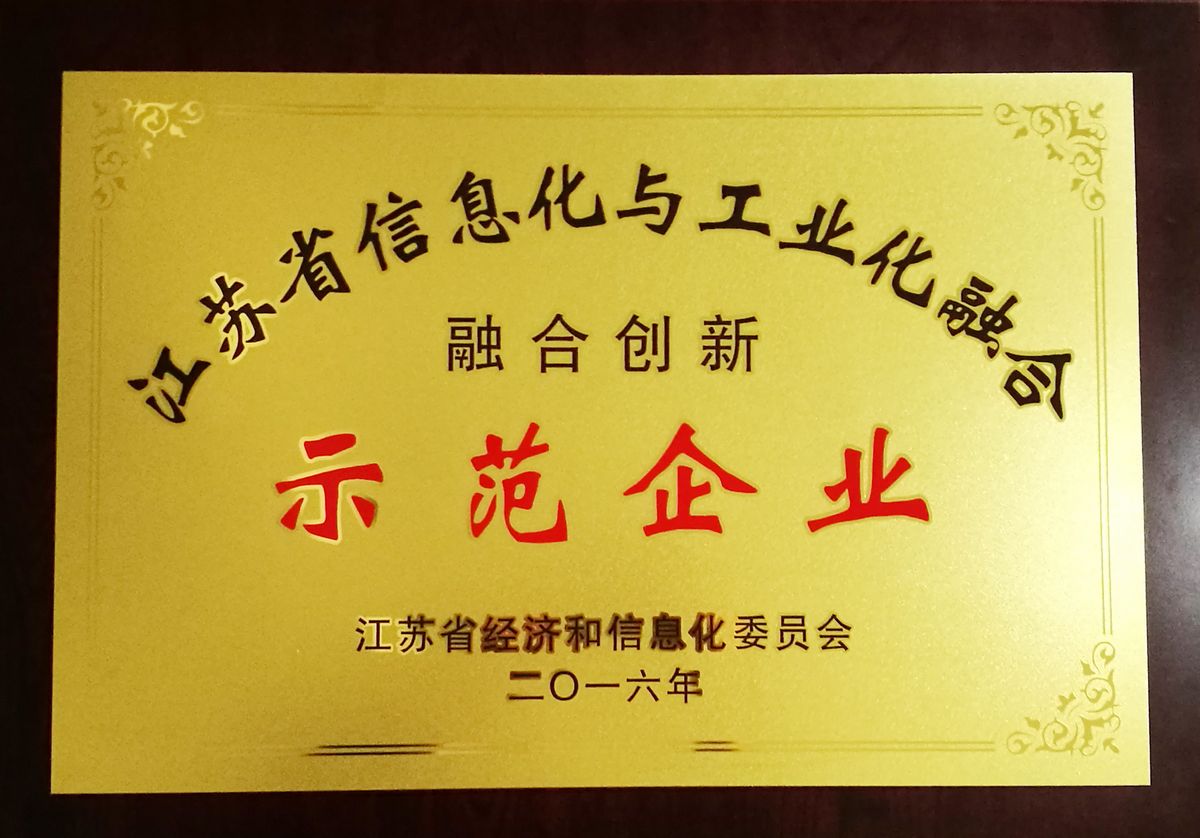 江苏省信息化与工业化融合
融合创新
示范企业
江苏省经济和信息化委员会
二〇一六年